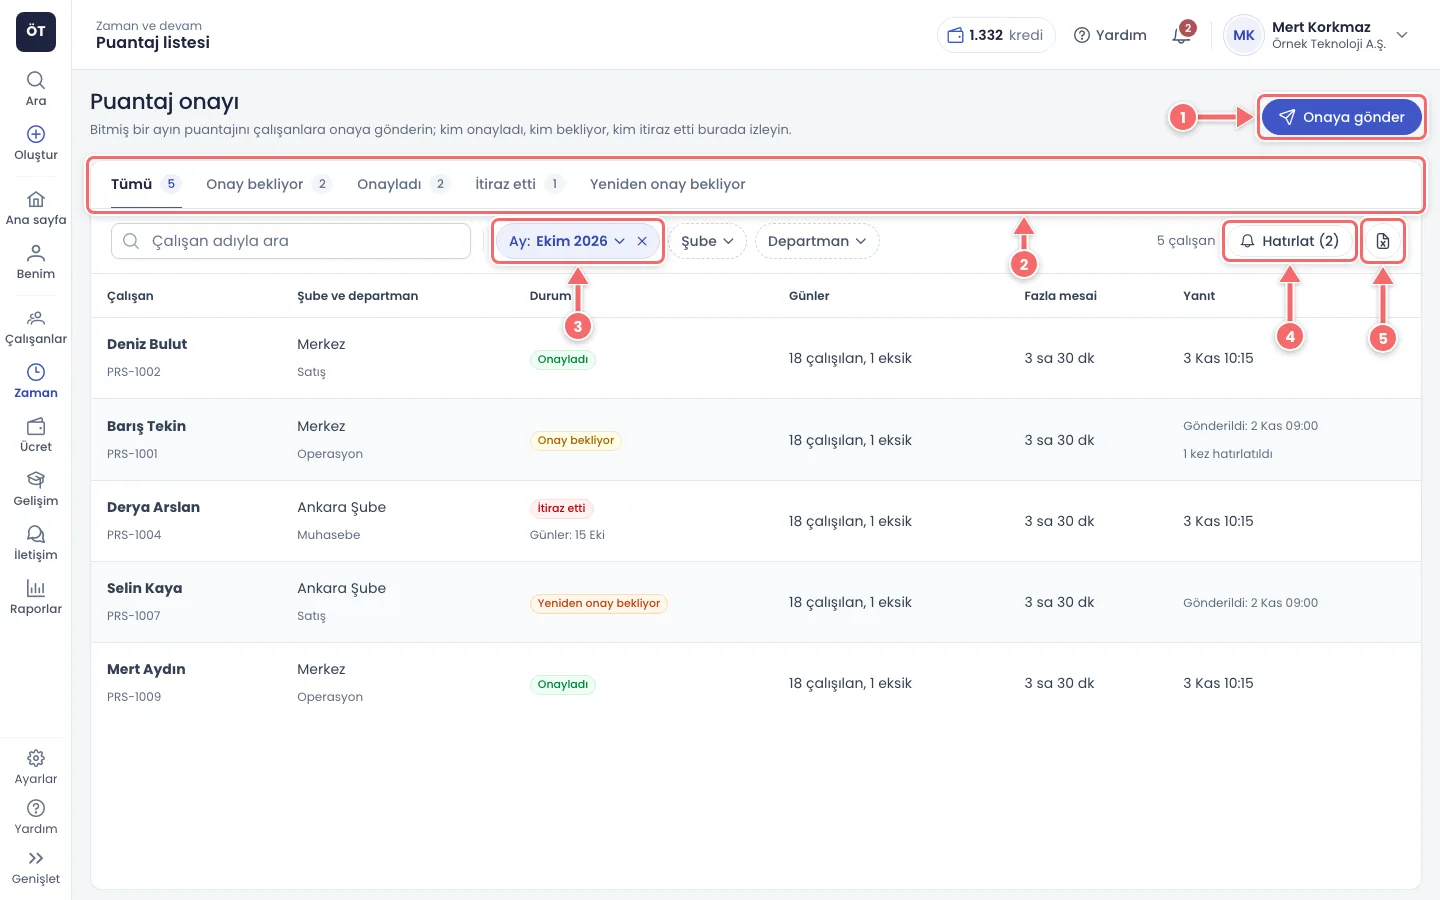 ÖT
Ara
Oluştur
Ana sayfa
Benim
Çalışanlar
Zaman
Ücret
Gelişim
İletişim
Raporlar
Ayarlar
Yardım
Genişlet
Zaman ve devam
Puantaj listesi
1.332 kredi
Yardım
2
MK
Mert Korkmaz
Örnek Teknoloji A.Ş.
Puantaj onayı
Bitmiş bir ayın puantajını çalışanlara onaya gönderin; kim onayladı, kim bekliyor, kim itiraz etti burada izleyin.
1
Onaya gönder
Tümü 5 Onay bekliyor 2 Onayladı 2 İtiraz etti 1 Yeniden onay bekliyor
Çalışan adıyla ara
Ay: Ekim 2026
Şube
Departman
5 çalışan
Hatırlat (2)
2
3
4
5
Çalışan Şube ve departman Durum Günler Fazla mesai Yanıt
Deniz Bulut Merkez Onayladı 18 çalışılan, 1 eksik 3 sa 30 dk 3 Kas 10:15
PRS-1002 Satış
Barış Tekin Merkez Onay bekliyor 18 çalışılan, 1 eksik 3 sa 30 dk Gönderildi: 2 Kas 09:00
PRS-1001 Operasyon 1 kez hatırlatıldı
Derya Arslan Ankara Şube İtiraz etti 18 çalışılan, 1 eksik 3 sa 30 dk 3 Kas 10:15
PRS-1004 Muhasebe Günler: 15 Eki
Selin Kaya Ankara Şube Yeniden onay bekliyor 18 çalışılan, 1 eksik 3 sa 30 dk Gönderildi: 2 Kas 09:00
PRS-1007 Satış
Mert Aydın Merkez Onayladı 18 çalışılan, 1 eksik 3 sa 30 dk 3 Kas 10:15
PRS-1009 Operasyon